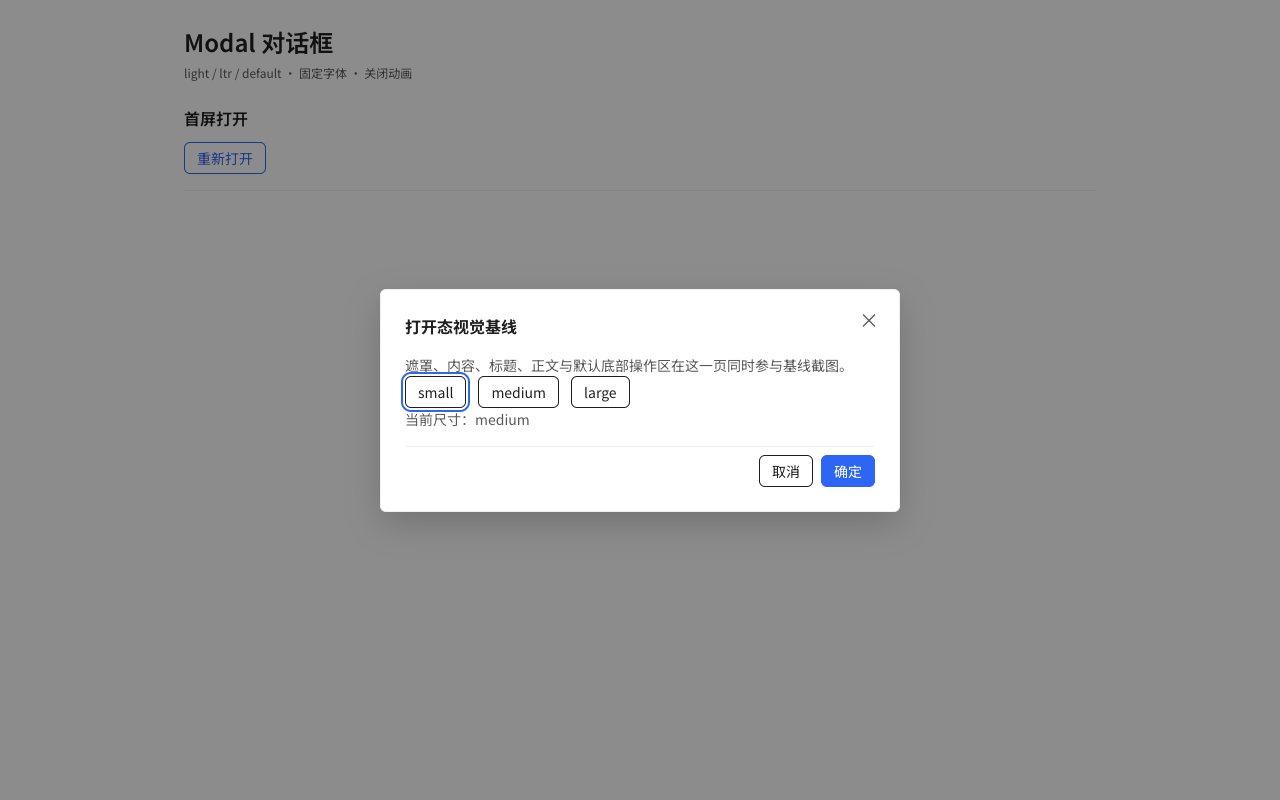 Modal 对话框
light / ltr / default · 固定字体 · 关闭动画
首屏打开
重新打开
打开态视觉基线
遮罩、内容、标题、正文与默认底部操作区在这一页同时参与基线截图。
small medium large
当前尺寸：medium
取消 确定